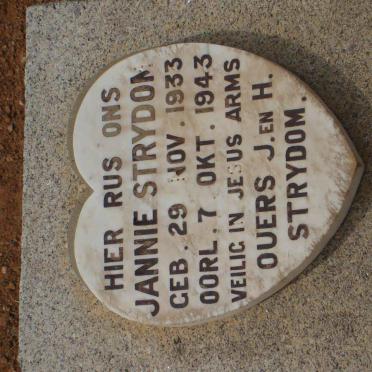 HIER RUS ONS
JANNIE STRYDOM
GEB. 29 NOV 1933
OORL. 7 OKT. 1943
VEILIG IN JESUS ARMS
OUERS J. EN H.
STRYDOM.